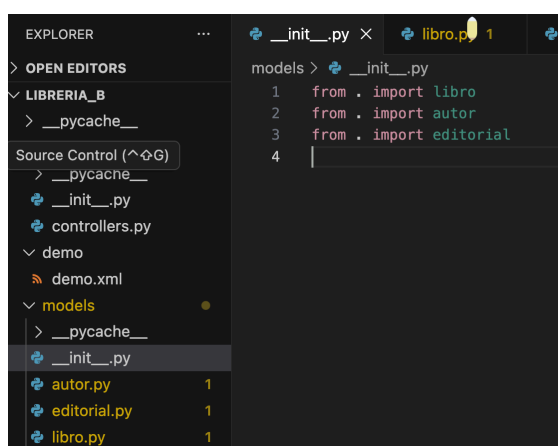 EXPLORER
...
OPEN EDITORS
LIBRERIA_B
__pycache__
Source Control (^⇧G)
__pycache__
__init__.py
controllers.py
demo
demo.xml
models
__pycache__
__init__.py
autor.py 1
editorial.py 1
libro.py 1
__init__.py ×
libro.py 1
models > __init__.py
1 from . import libro
2 from . import autor
3 from . import editorial
4